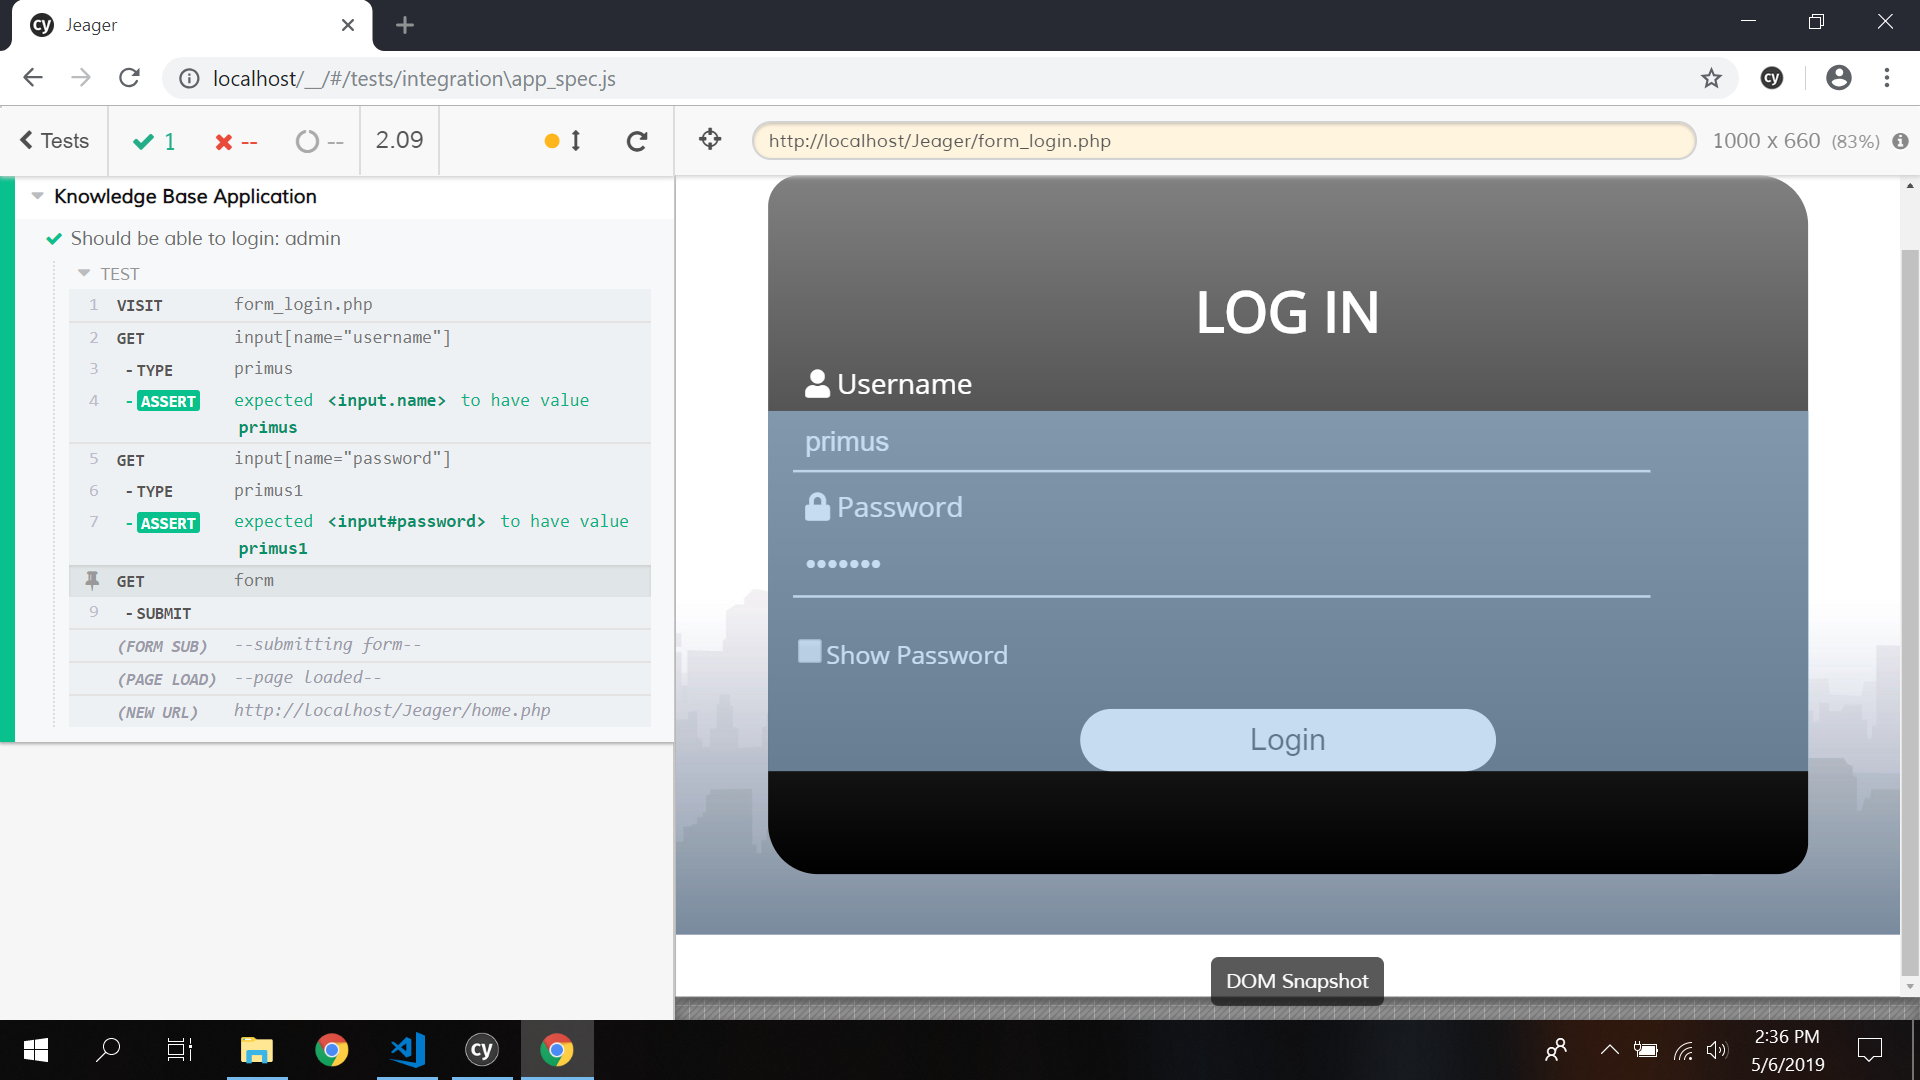 cy Jeager
localhost/__/#/tests/integration\app_spec.js
cy
Tests 1 -- -- 2.09
http://localhost/Jeager/form_login.php 1000 x 660 (83%)
Knowledge Base Application
Should be able to login: admin
TEST
1 VISIT form_login.php
2 GET input[name="username"]
3 - TYPE primus
4 - ASSERT expected <input.name> to have value
primus
5 GET input[name="password"]
6 - TYPE primus1
7 - ASSERT expected <input#password> to have value
primus1
GET form
9 - SUBMIT
(FORM SUB) --submitting form--
(PAGE LOAD) --page loaded--
(NEW URL) http://localhost/Jeager/home.php
LOG IN
Username
primus
Password
•••••••
Show Password
Login
DOM Snapshot
cy
2:36 PM
5/6/2019